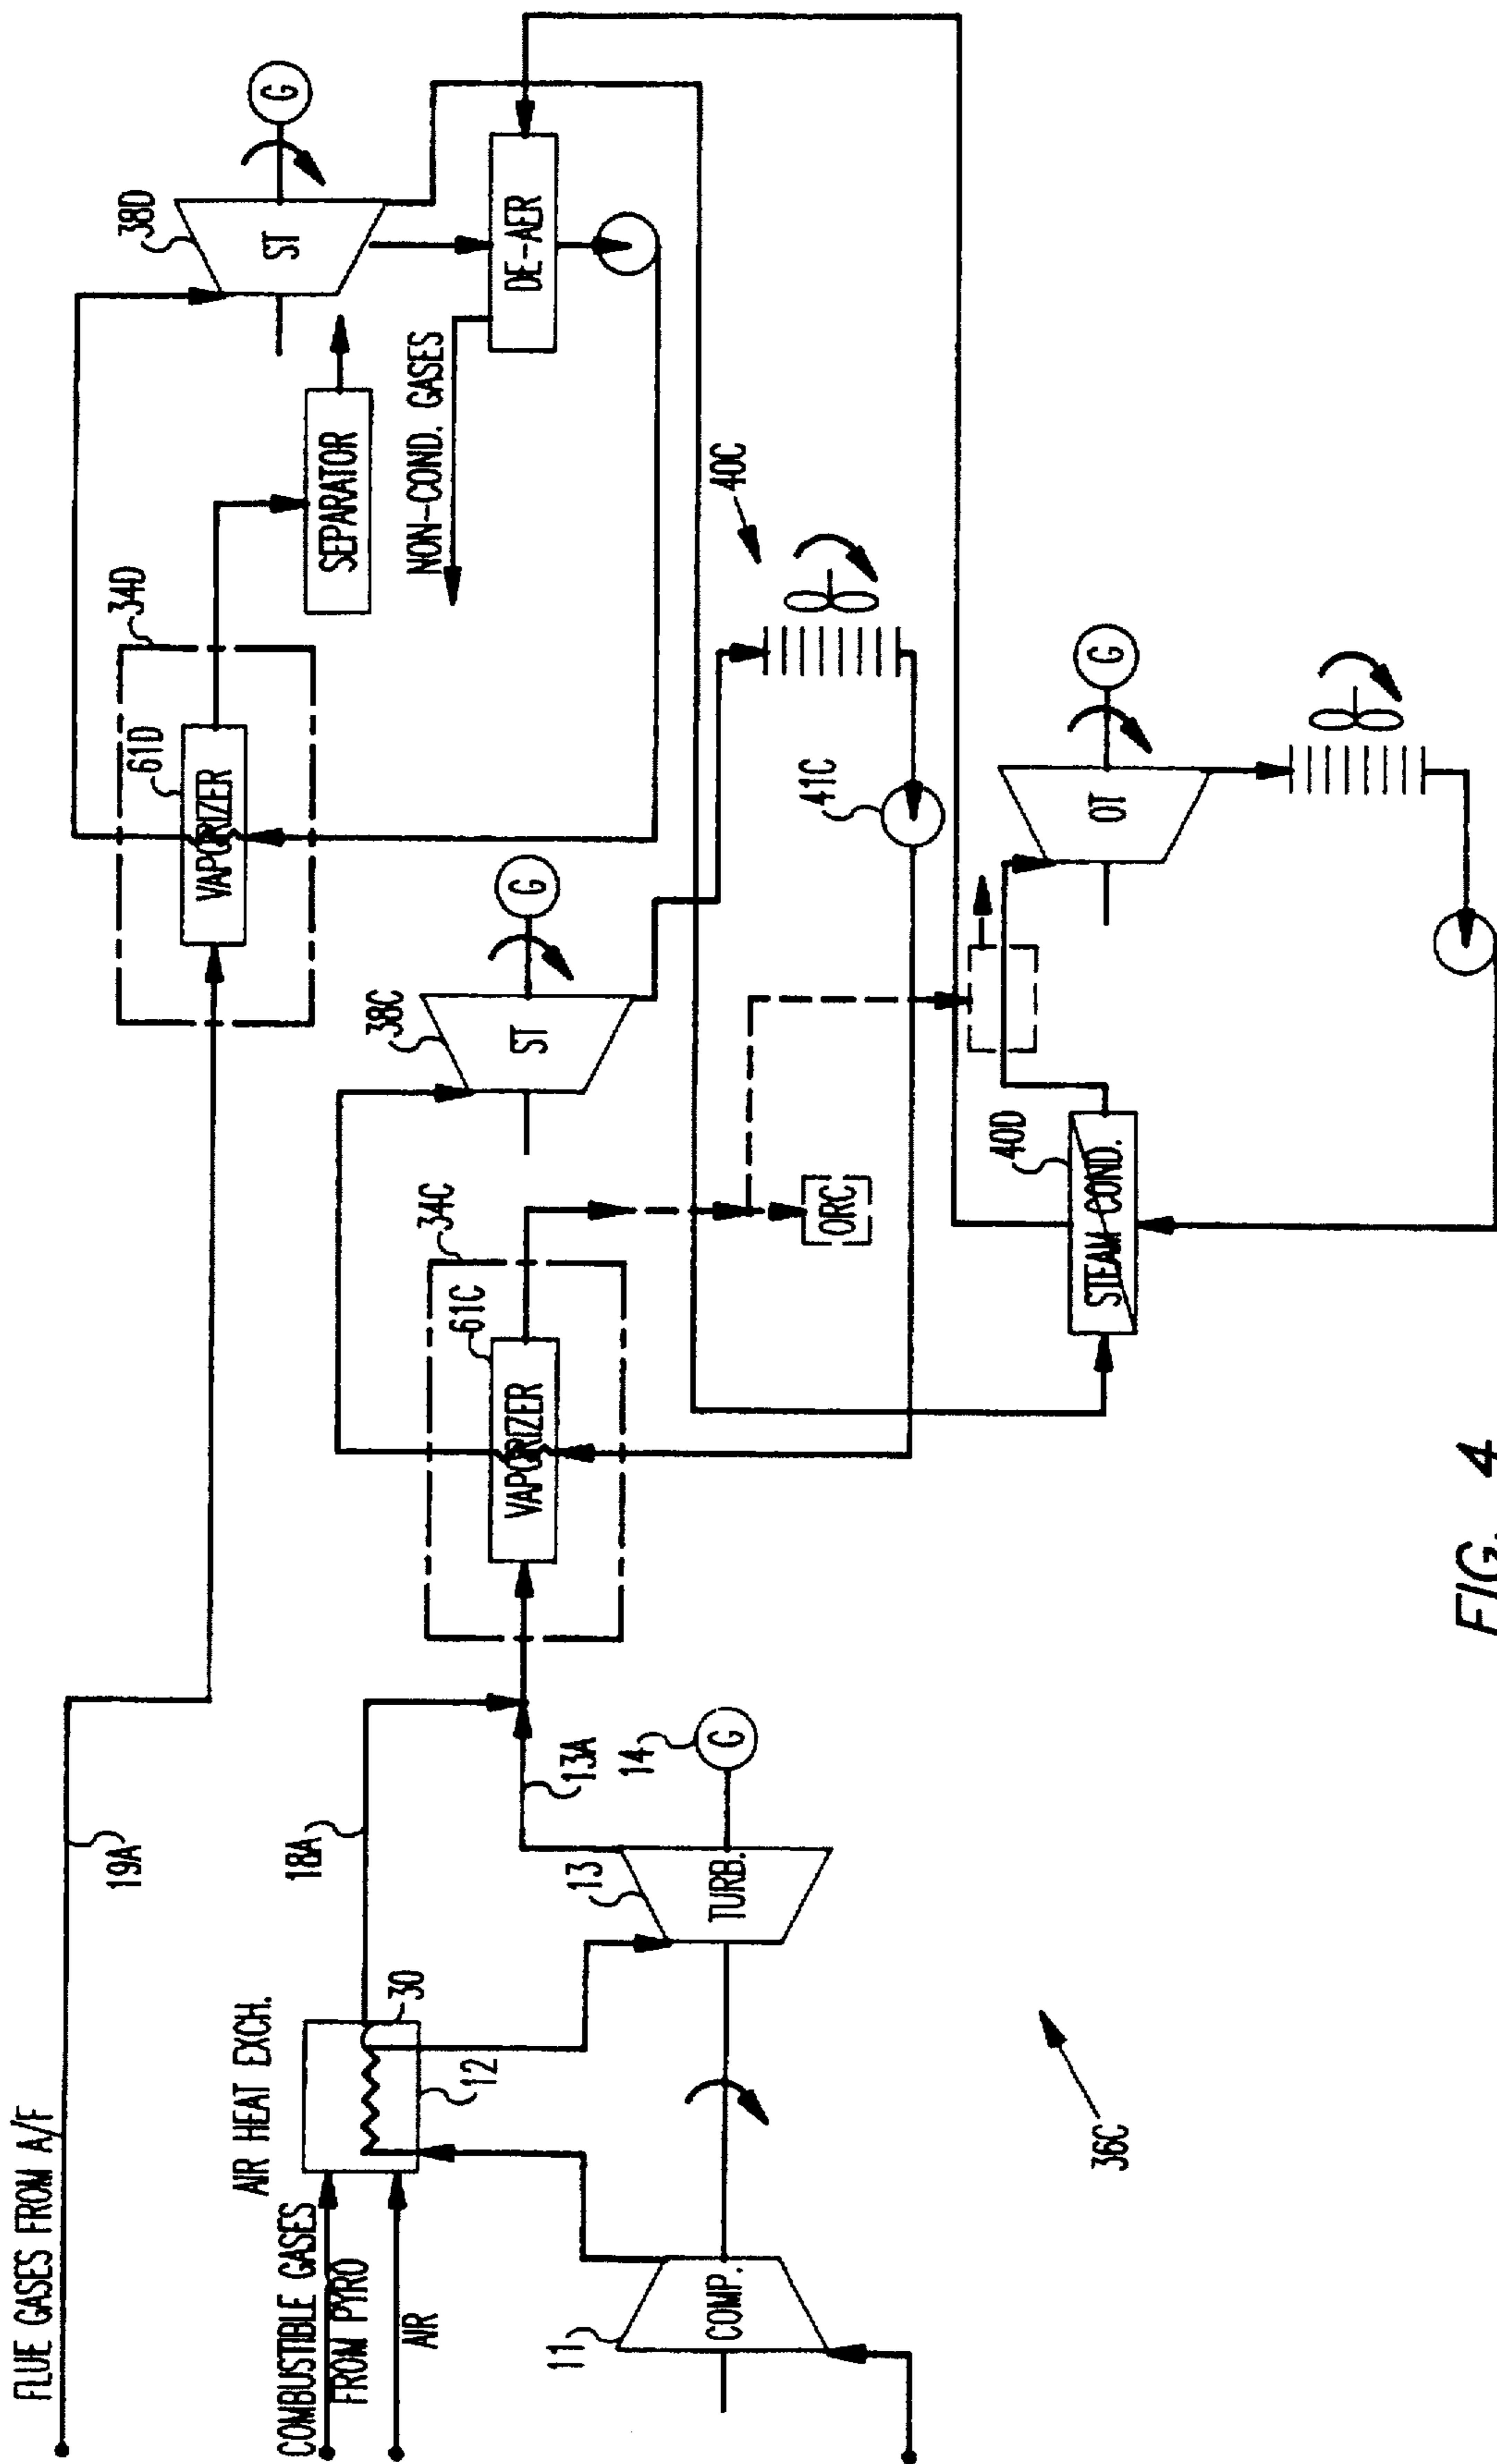 FLUE GASES FROM A/F
19A
COMBUSTIBLE GASES
FROM PYRO
AIR
AIR HEAT EXCH.
30
12
18A
11
COMP.
13
TURB.
13A
14
G
36C
34D
61D
VAPORIZER
SEPARATOR
38D
ST
G
NON-COND. GASES
DE-AER
34C
61C
VAPORIZER
38C
ST
G
40C
41C
ORC
40D
STEAM COND.
OT
G
FIG. 4